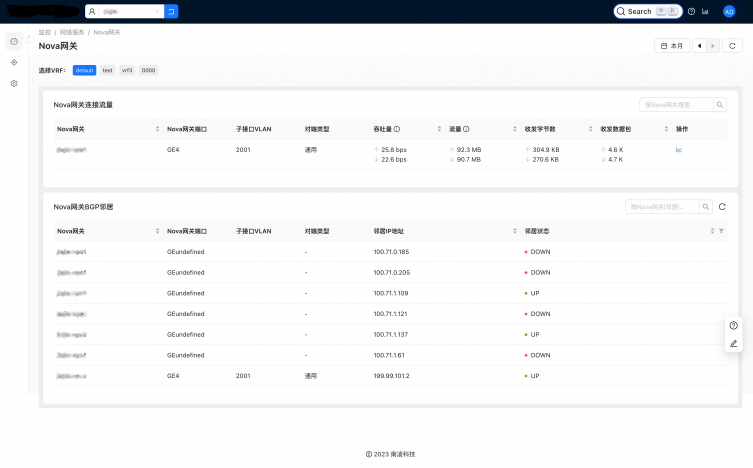 Search ⌘ K AD
监控 / 网络服务 / Nova网关
Nova网关
本月
选择VRF: default test vrf3 0000
Nova网关连接流量
按Nova网关搜索
Nova网关 Nova网关端口 子接口VLAN 对端类型 吞吐量 流量 收发字节数 收发数据包 操作
GE4 2001 通用 ↑ 25.8 bps ↑ 92.3 MB ↑ 304.9 KB ↑ 4.6 K
↓ 22.6 bps ↓ 90.7 MB ↓ 270.6 KB ↓ 4.7 K
Nova网关BGP邻居
按Nova网关(邻居)...
Nova网关 Nova网关端口 子接口VLAN 对端类型 邻居IP地址 邻居状态
GEundefined - 100.71.0.185 DOWN
GEundefined - 100.71.0.205 DOWN
GEundefined - 100.71.1.109 UP
GEundefined - 100.71.1.121 DOWN
GEundefined - 100.71.1.137 UP
GEundefined - 100.71.1.61 DOWN
GE4 2001 通用 199.99.101.2 UP
© 2023 南凌科技